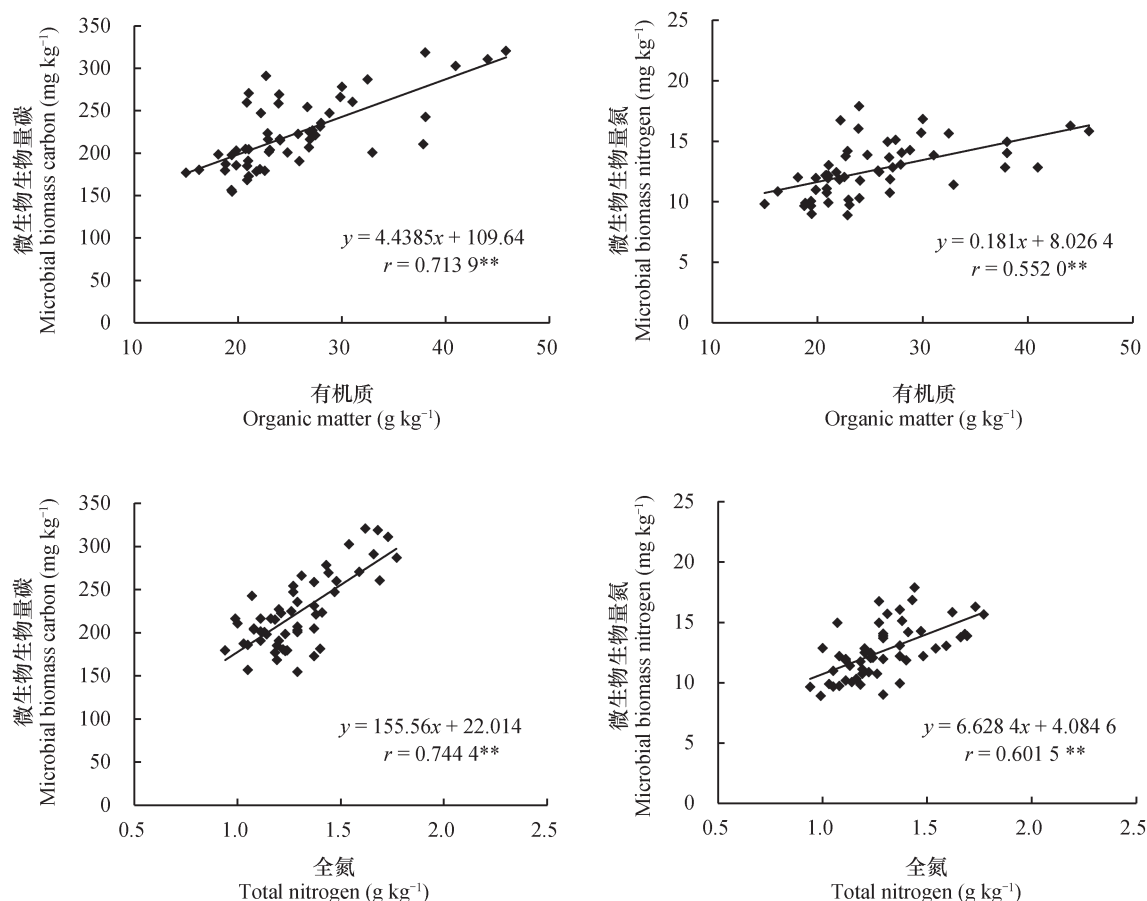 微生物生物量碳
Microbial biomass carbon (mg kg⁻¹)
350
300
250
200
150
100
50
0
y = 4.4385x + 109.64
r = 0.713 9**
10
20
30
40
50
有机质
Organic matter (g kg⁻¹)
微生物生物量氮
Microbial biomass nitrogen (mg kg⁻¹)
25
20
15
10
5
0
y = 0.181x + 8.026 4
r = 0.552 0**
10
20
30
40
50
有机质
Organic matter (g kg⁻¹)
微生物生物量碳
Microbial biomass carbon (mg kg⁻¹)
350
300
250
200
150
100
50
0
y = 155.56x + 22.014
r = 0.744 4**
0.5
1.0
1.5
2.0
2.5
全氮
Total nitrogen (g kg⁻¹)
微生物生物量氮
Microbial biomass nitrogen (mg kg⁻¹)
25
20
15
10
5
0
y = 6.628 4x + 4.084 6
r = 0.601 5 **
0.5
1.0
1.5
2.0
2.5
全氮
Total nitrogen (g kg⁻¹)